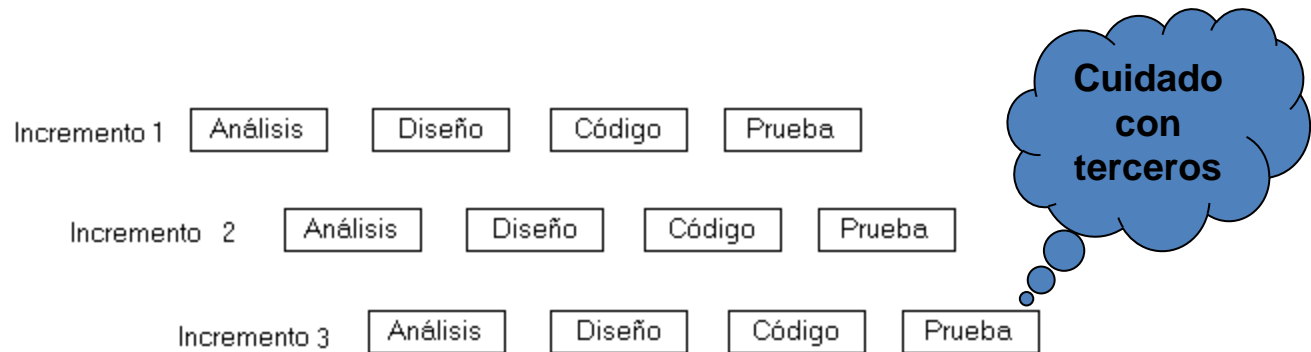 Cuidado
con
terceros
Incremento 1 Análisis Diseño Código Prueba
Incremento 2 Análisis Diseño Código Prueba
Incremento 3 Análisis Diseño Código Prueba